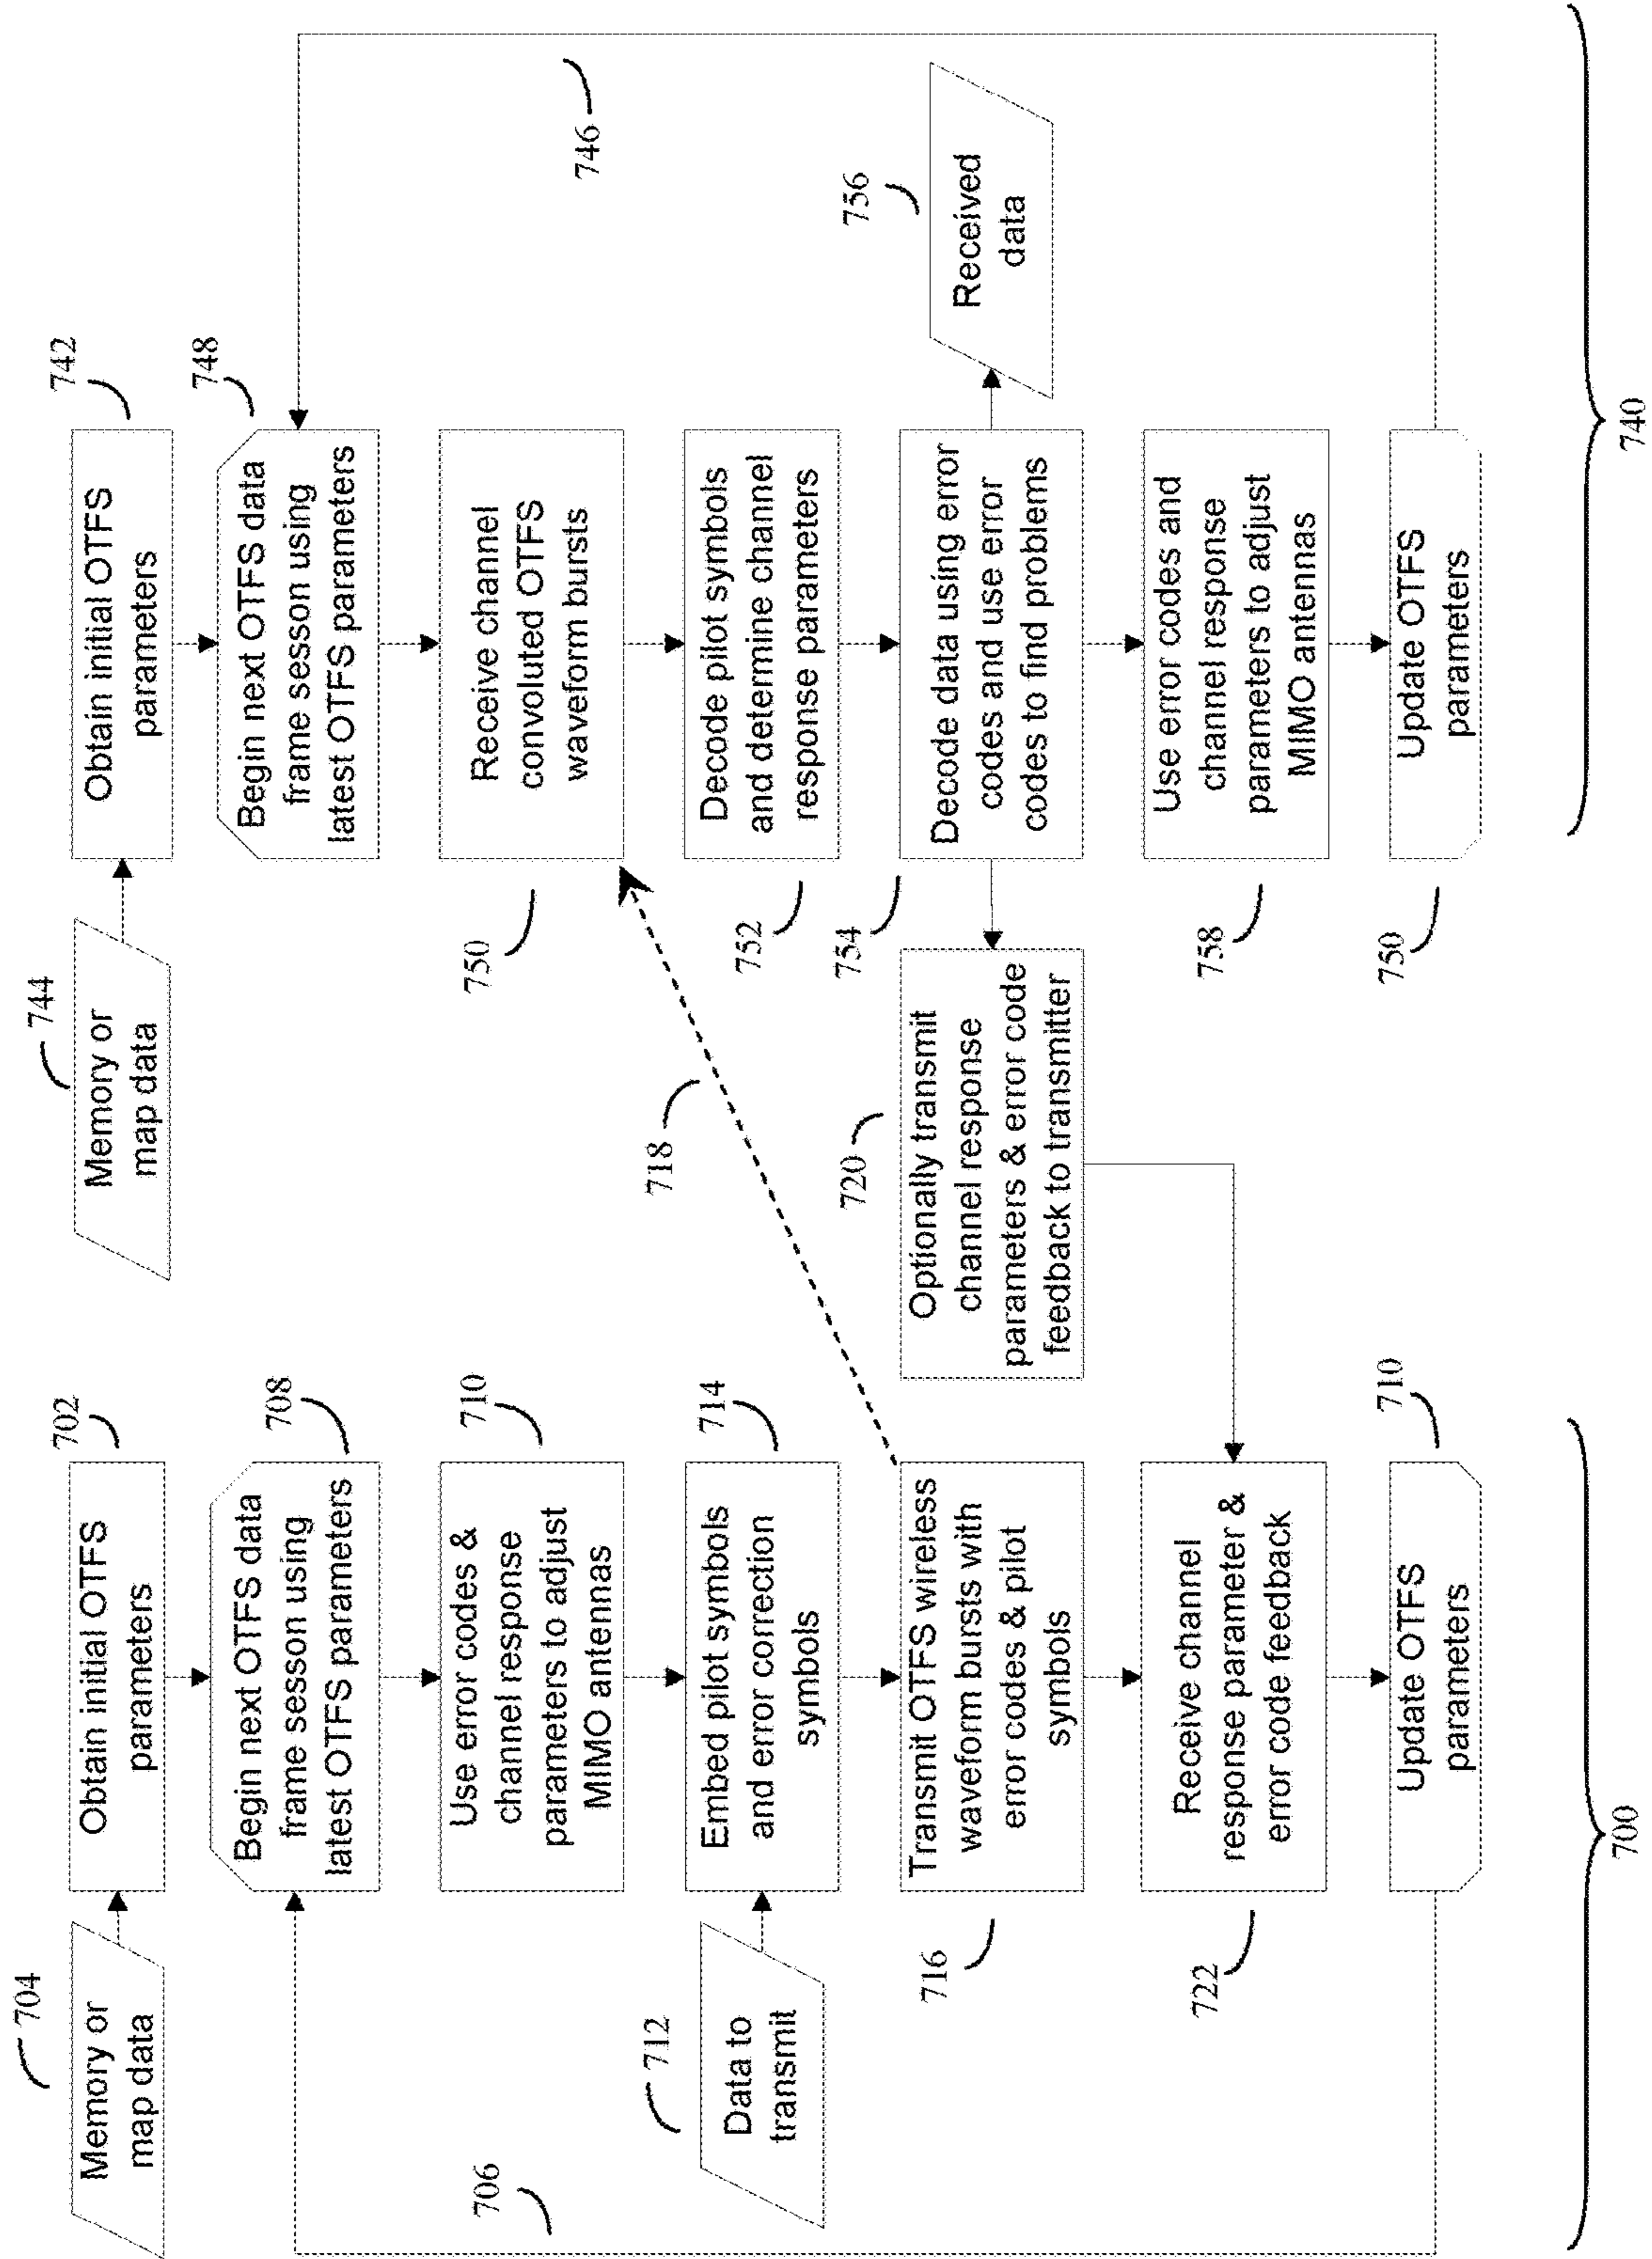 704
Memory or
map data
702
Obtain initial OTFS
parameters
708
Begin next OTFS data
frame sesson using
latest OTFS parameters
706
710
Use error codes &
channel response
parameters to adjust
MIMO antennas
712
Data to
transmit
714
Embed pilot symbols
and error correction
symbols
716
Transmit OTFS wireless
waveform bursts with
error codes & pilot
symbols
718
722
Receive channel
response parameter &
error code feedback
710
Update OTFS
parameters
700
720
Optionally transmit
channel response
parameters & error code
feedback to transmitter
744
Memory or
map data
742
Obtain initial OTFS
parameters
748
Begin next OTFS data
frame sesson using
latest OTFS parameters
746
750
Receive channel
convoluted OTFS
waveform bursts
752
Decode pilot symbols
and determine channel
response parameters
754
Decode data using error
codes and use error
codes to find problems
756
Received
data
758
Use error codes and
channel response
parameters to adjust
MIMO antennas
750
Update OTFS
parameters
740